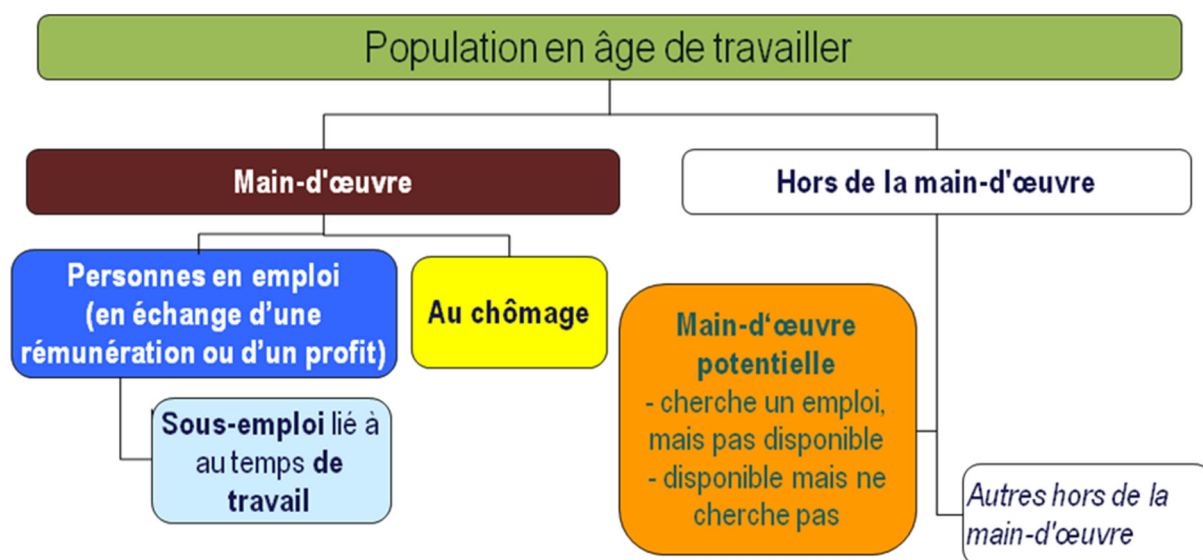 Population en âge de travailler
Main-d'œuvre
Hors de la main-d'œuvre
Personnes en emploi
(en échange d’une
rémunération ou d’un profit)
Au chômage
Sous-emploi lié à
au temps de
travail
Main-d‘œuvre
potentielle
- cherche un emploi,
mais pas disponible
- disponible mais ne
cherche pas
Autres hors de la
main-d'œuvre